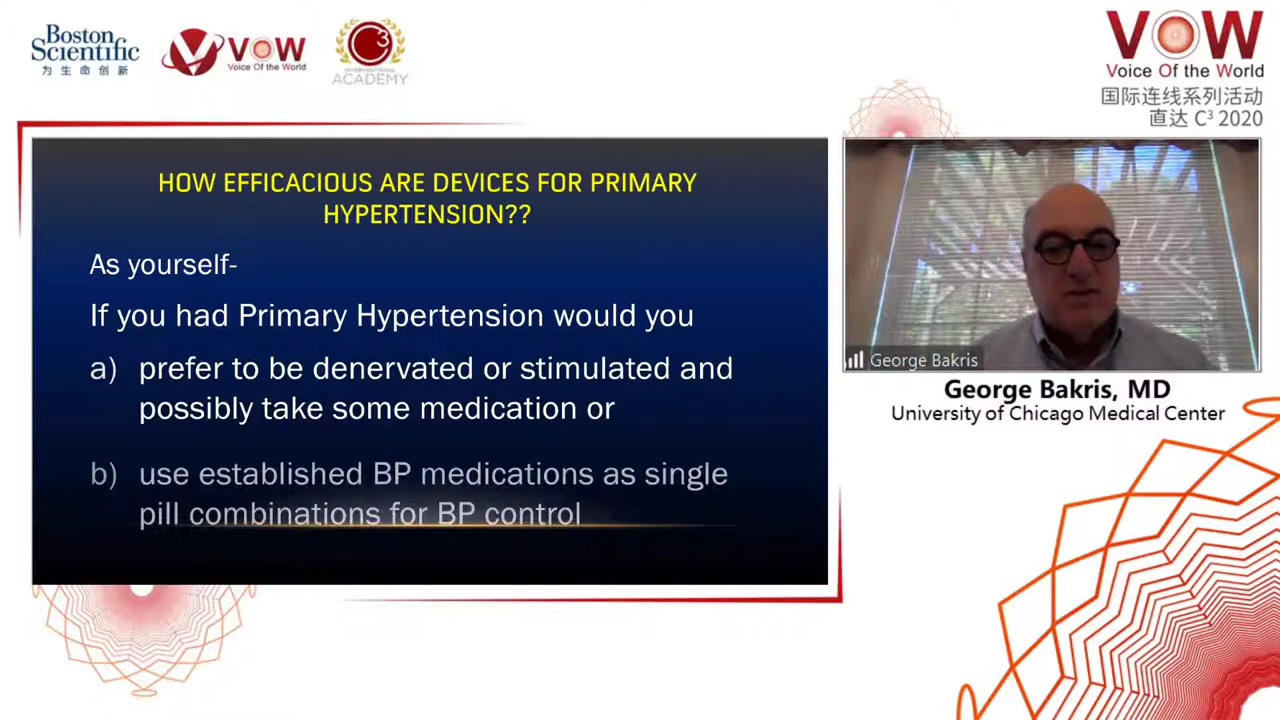 Boston
Scientific
为生命创新
VOW
Voice Of the World
C3
ACADEMY
VOW
Voice Of the World
国际连线系列活动
直达 C³ 2020
HOW EFFICACIOUS ARE DEVICES FOR PRIMARY
HYPERTENSION??
As yourself-
If you had Primary Hypertension would you
a) prefer to be denervated or stimulated and
possibly take some medication or
b) use established BP medications as single
pill combinations for BP control
George Bakris
George Bakris, MD
University of Chicago Medical Center